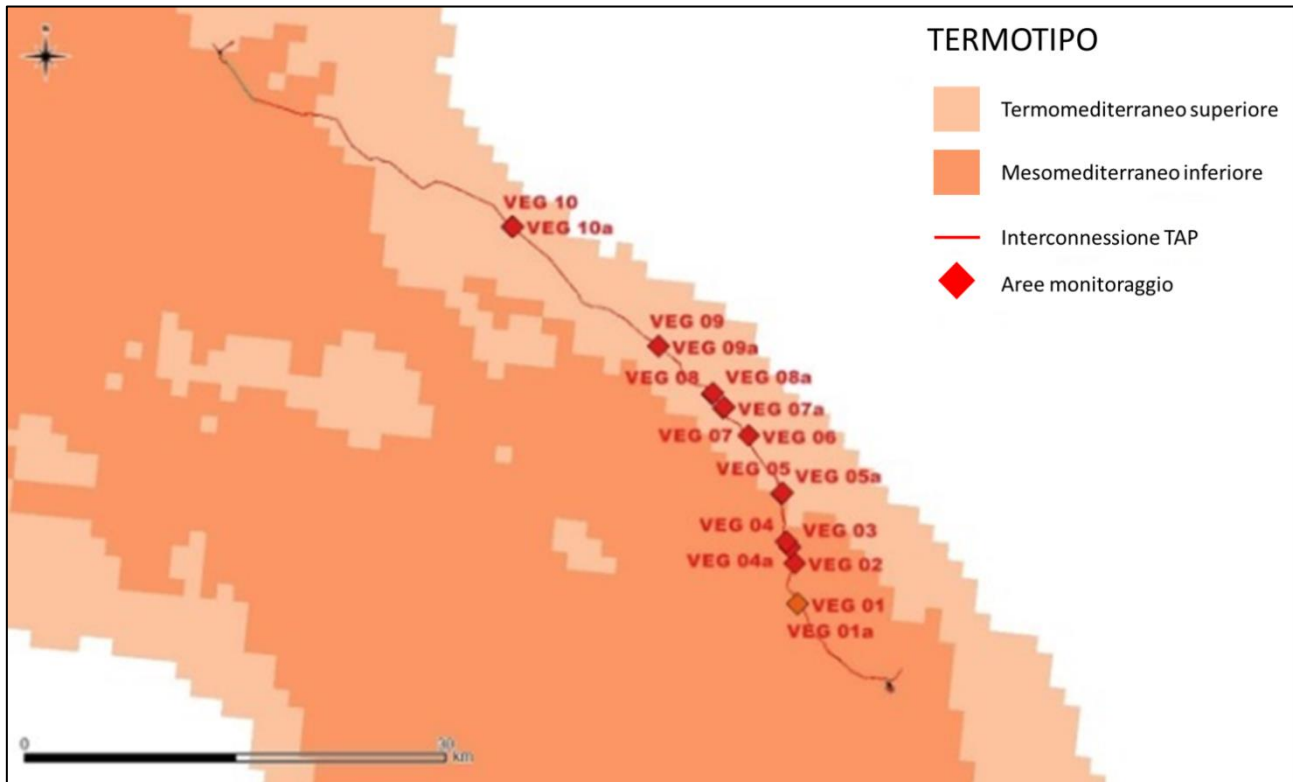 TERMOTIPO
Termomediterraneo superiore
Mesomediterraneo inferiore
Interconnessione TAP
Aree monitoraggio
VEG 10
VEG 10a
VEG 09
VEG 09a
VEG 08
VEG 08a
VEG 07a
VEG 07
VEG 06
VEG 05
VEG 05a
VEG 04
VEG 03
VEG 04a
VEG 02
VEG 01
VEG 01a
0
30
km